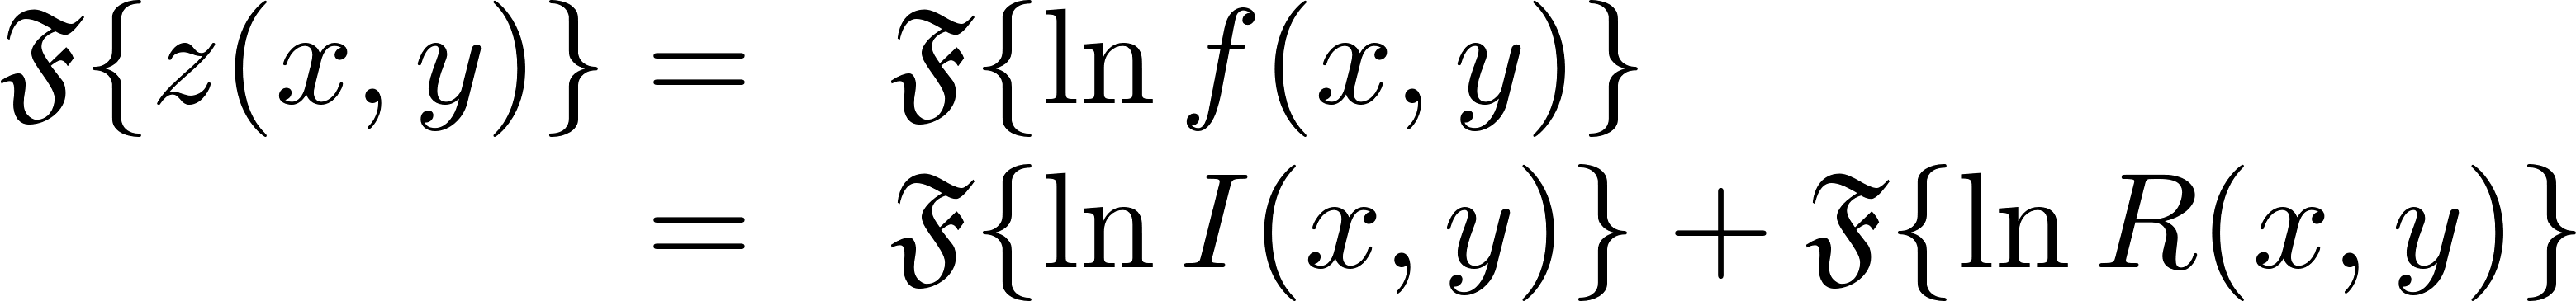 𝔉{z(x, y)} = 𝔉{ln f(x, y)}
= 𝔉{ln I(x, y)} + 𝔉{ln R(x, y)}